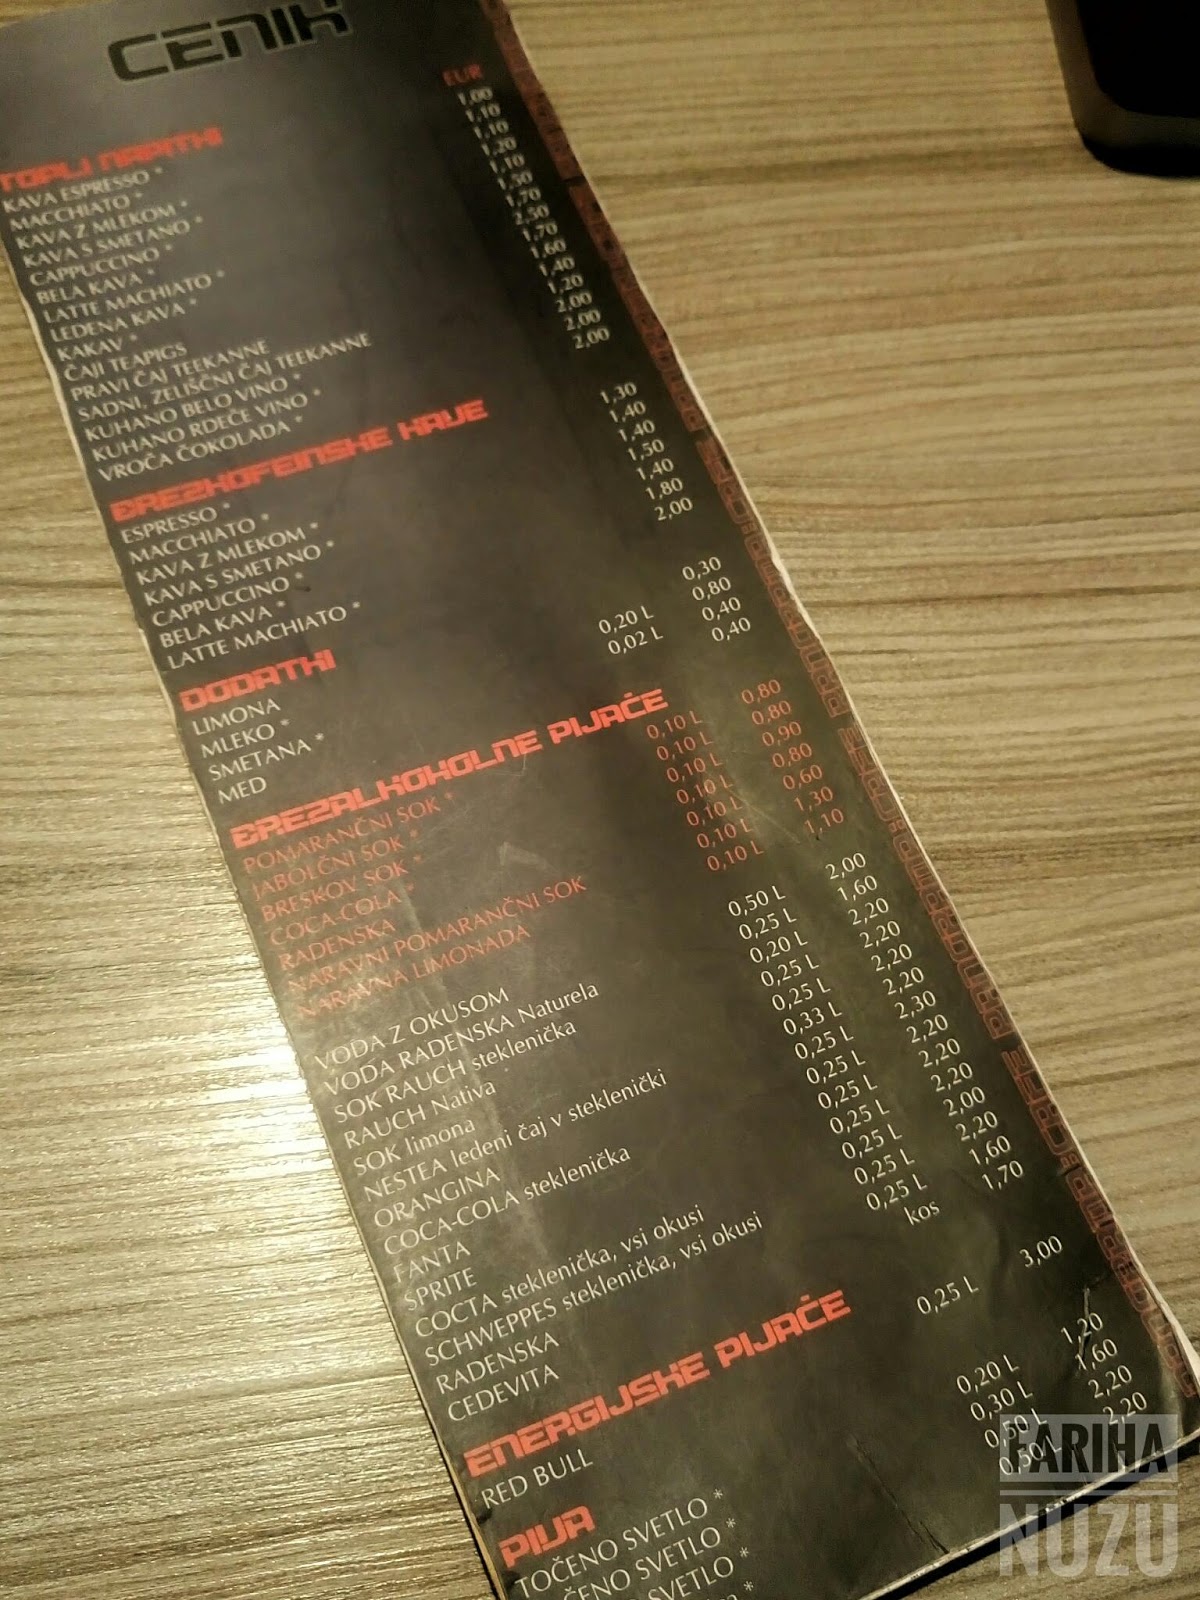 CENIK
EUR
TOPLI NAPITKI
KAVA ESPRESSO * 1,00
MACCHIATO * 1,10
KAVA Z MLEKOM * 1,10
KAVA S SMETANO * 1,20
CAPPUCCINO * 1,10
BELA KAVA * 1,50
LATTE MACHIATO * 1,70
LEDENA KAVA * 2,50
KAKAV * 1,70
ČAJI TEAPIGS 1,60
PRAVI ČAJ TEEKANNE 1,40
SADNI, ZELIŠČNI ČAJ TEEKANNE 1,20
KUHANO BELO VINO * 2,00
KUHANO RDEČE VINO * 2,00
VROČA ČOKOLADA * 2,00
BREZKOFEINSKE KAVE
ESPRESSO * 1,30
MACCHIATO * 1,40
KAVA Z MLEKOM * 1,40
KAVA S SMETANO * 1,50
CAPPUCCINO * 1,40
BELA KAVA * 1,80
LATTE MACHIATO * 2,00
DODATKI
LIMONA 0,30
MLEKO * 0,20 L 0,80
SMETANA * 0,02 L 0,40
MED 0,40
BREZALKOHOLNE PIJAČE
POMARANČNI SOK * 0,10 L 0,80
JABOLČNI SOK * 0,10 L 0,80
BRESKOV SOK * 0,10 L 0,90
COCA-COLA * 0,10 L 0,80
RADENSKA 0,10 L 0,60
NARAVNI POMARANČNI SOK 0,10 L 1,30
NARAVNA LIMONADA 0,10 L 1,10
VODA Z OKUSOM 0,50 L 2,00
VODA RADENSKA Naturela 0,25 L 1,60
SOK RAUCH steklenička 0,20 L 2,20
RAUCH Nativa 0,25 L 2,20
SOK limona 0,25 L 2,20
NESTEA ledeni čaj v steklenički 0,33 L 2,20
ORANGINA 0,25 L 2,30
COCA-COLA steklenička 0,25 L 2,20
FANTA 0,25 L 2,20
SPRITE 0,25 L 2,20
COCTA steklenička, vsi okusi 0,25 L 2,00
SCHWEPPES steklenička, vsi okusi 0,25 L 2,20
RADENSKA 0,25 L 1,60
CEDEVITA kos 1,70
ENERGIJSKE PIJAČE
RED BULL 0,25 L 3,00
PIVA
TOČENO SVETLO * 0,20 L 1,20
ČENO SVETLO * 0,30 L 1,60
SVETLO * 0,50 L 2,20
* 0,50 L 2,20
FARIHA
NUZU